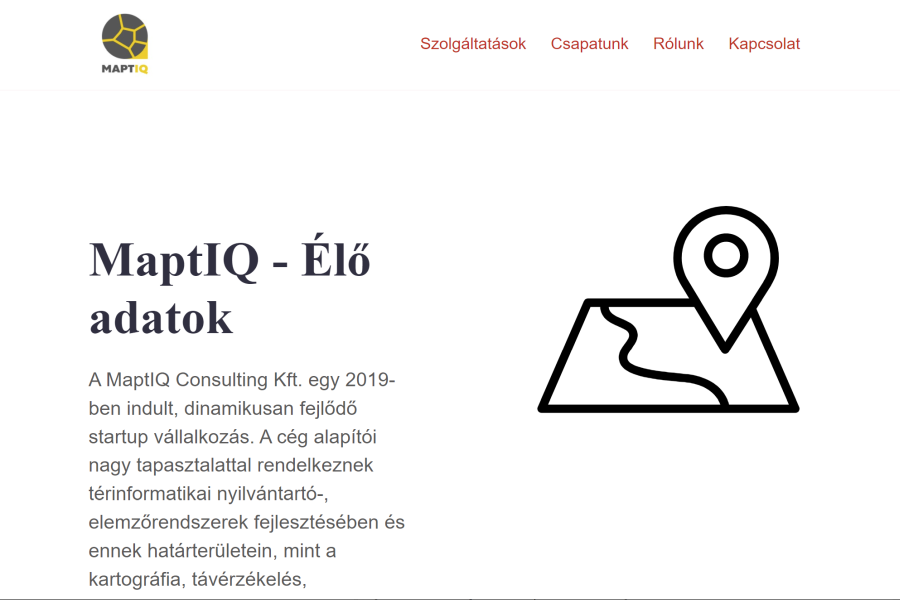 MAPTIQ
Szolgáltatások Csapatunk Rólunk Kapcsolat
MaptIQ - Élő
adatok
A MaptIQ Consulting Kft. egy 2019-
ben indult, dinamikusan fejlődő
startup vállalkozás. A cég alapítói
nagy tapasztalattal rendelkeznek
térinformatikai nyilvántartó-,
elemzőrendszerek fejlesztésében és
ennek határterületein, mint a
kartográfia, távérzékelés,